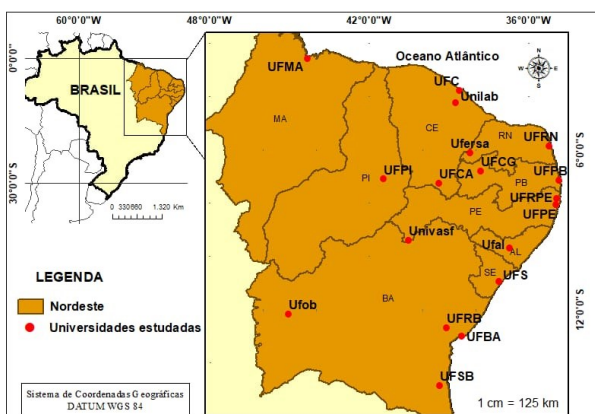 60°0'0"W
48°0'0"W
42°0'0"W
36°0'0"W
0°0'0"
30°0'0"S
BRASIL
0 330660 1.320 Km
LEGENDA
Nordeste
Universidades estudadas
Sistema de Coordenadas Geográficas
DATUM WGS 84
Oceano Atlântico
N
W E
S
UFMA
UFC
Unilab
MA
CE
RN
UFRN
Ufersa
UFCG
UFPI
PI
UFCA
PB
UFPB
UFRPE
PE
UFPE
Univasf
Ufal
AL
SE
UFS
BA
Ufob
UFRB
UFBA
UFSB
6°0'0"S
12°0'0"S
1 cm = 125 km